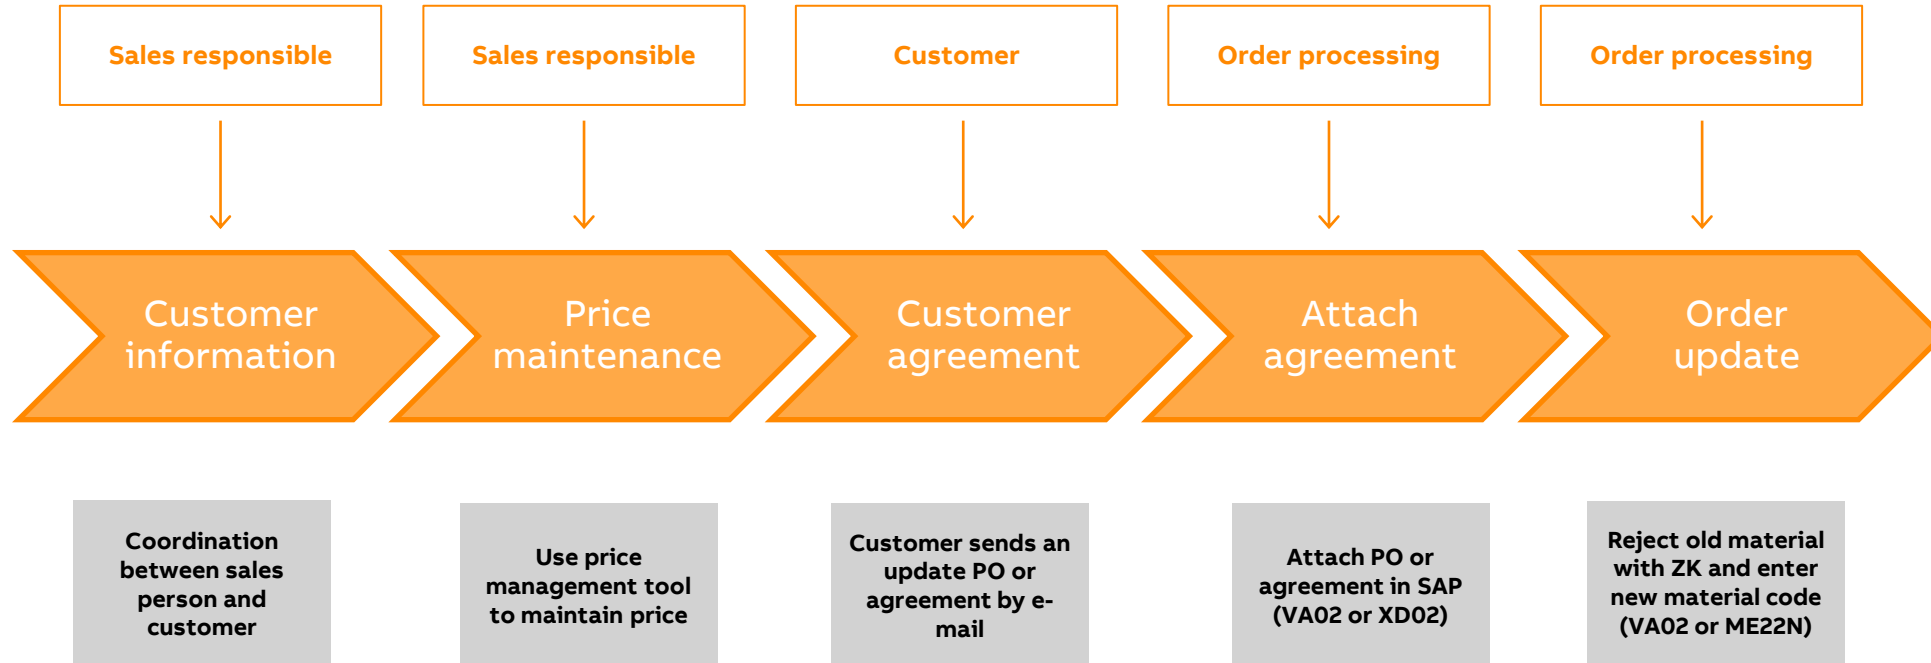 Sales responsible
Sales responsible
Customer
Order processing
Order processing
Customer
information
Price
maintenance
Customer
agreement
Attach
agreement
Order
update
Coordination
between sales
person and
customer
Use price
management tool
to maintain price
Customer sends an
update PO or
agreement by e-
mail
Attach PO or
agreement in SAP
(VA02 or XD02)
Reject old material
with ZK and enter
new material code
(VA02 or ME22N)